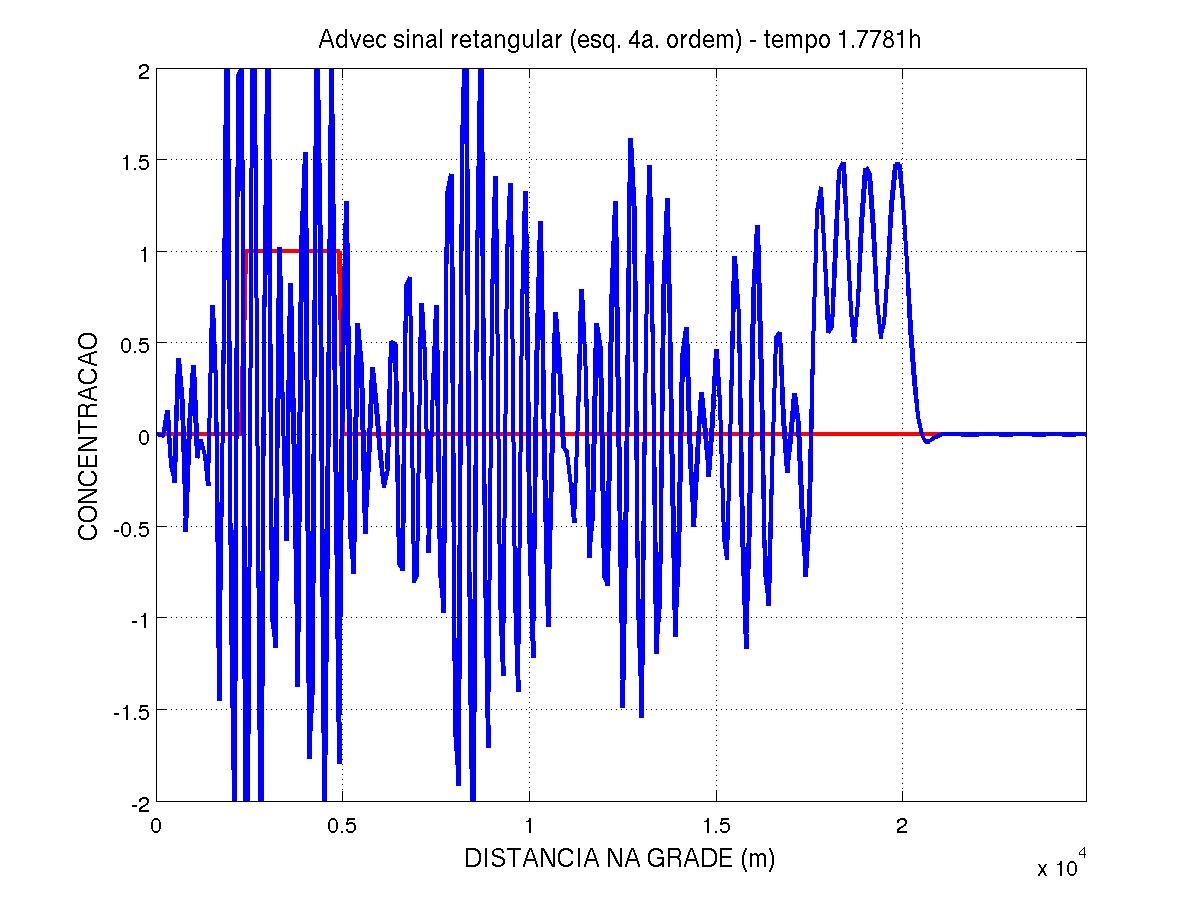 Advec sinal retangular (esq. 4a. ordem) - tempo 1.7781h
2
1.5
1
0.5
0
-0.5
-1
-1.5
-2
CONCENTRACAO
0 0.5 1 1.5 2
DISTANCIA NA GRADE (m)
x 10^4